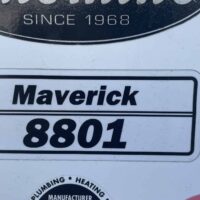 SINCE 1968
Maverick
8801
PLUMBING • HEATING •
MANUFACTURER